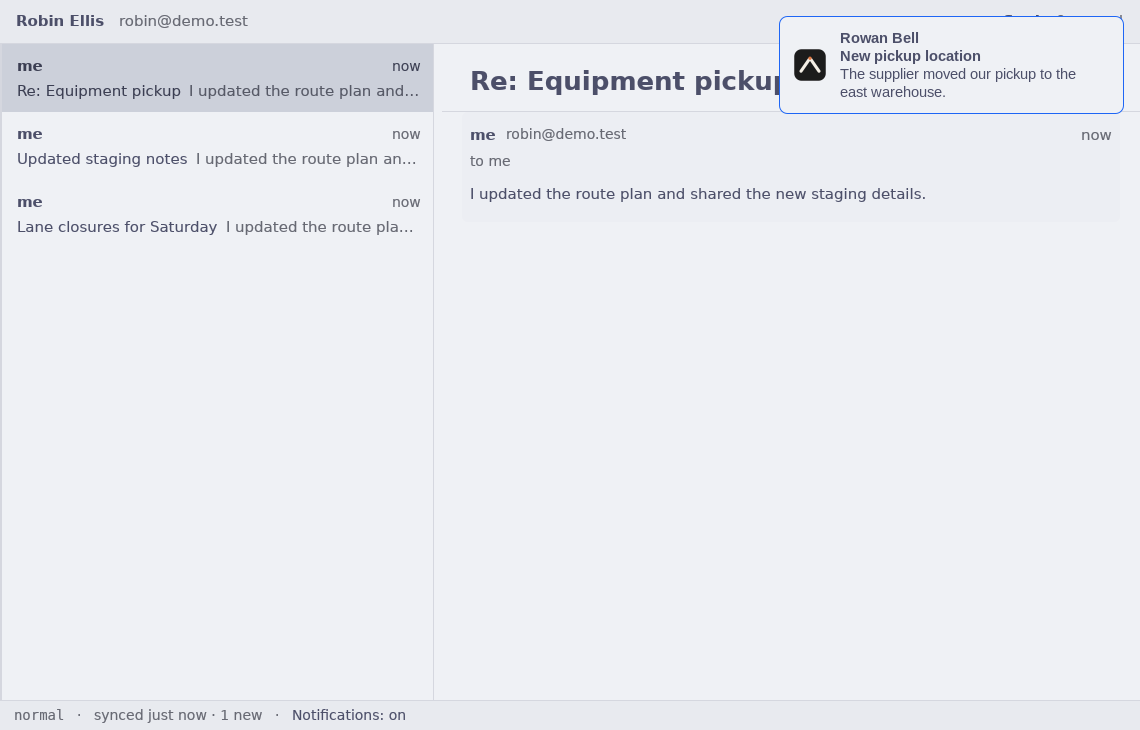 Robin Ellis robin@demo.test
Rowan Bell
New pickup location
The supplier moved our pickup to the
east warehouse.
me now
Re: Equipment pickup I updated the route plan and…
me now
Updated staging notes I updated the route plan an…
me now
Lane closures for Saturday I updated the route pla…
Re: Equipment pickup
me robin@demo.test now
to me
I updated the route plan and shared the new staging details.
normal · synced just now · 1 new · Notifications: on